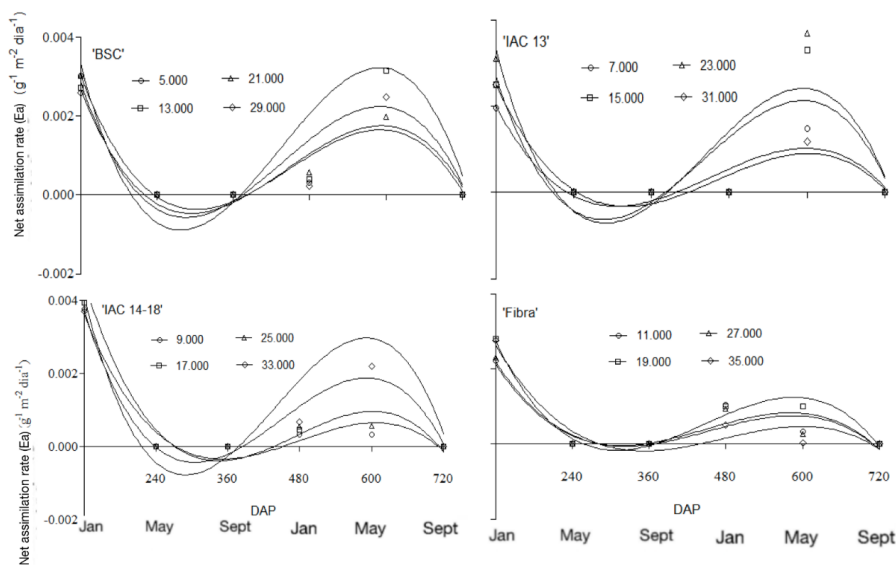 'BSC'
5.000
21.000
13.000
29.000
0.004
0.002
0.000
-0.002
Net assimilation rate (Ea) (g⁻¹ m⁻² dia⁻¹)
'IAC 13'
7.000
23.000
15.000
31.000
'IAC 14-18'
9.000
25.000
17.000
33.000
0.004
0.002
0.000
-0.002
Net assimilation rate (Ea) (g⁻¹ m⁻² dia⁻¹)
240 360 480 600 720
DAP
Jan May Sept Jan May Sept
'Fibra'
11.000
27.000
19.000
35.000
240 360 480 600 720
DAP
Jan May Sept Jan May Sept